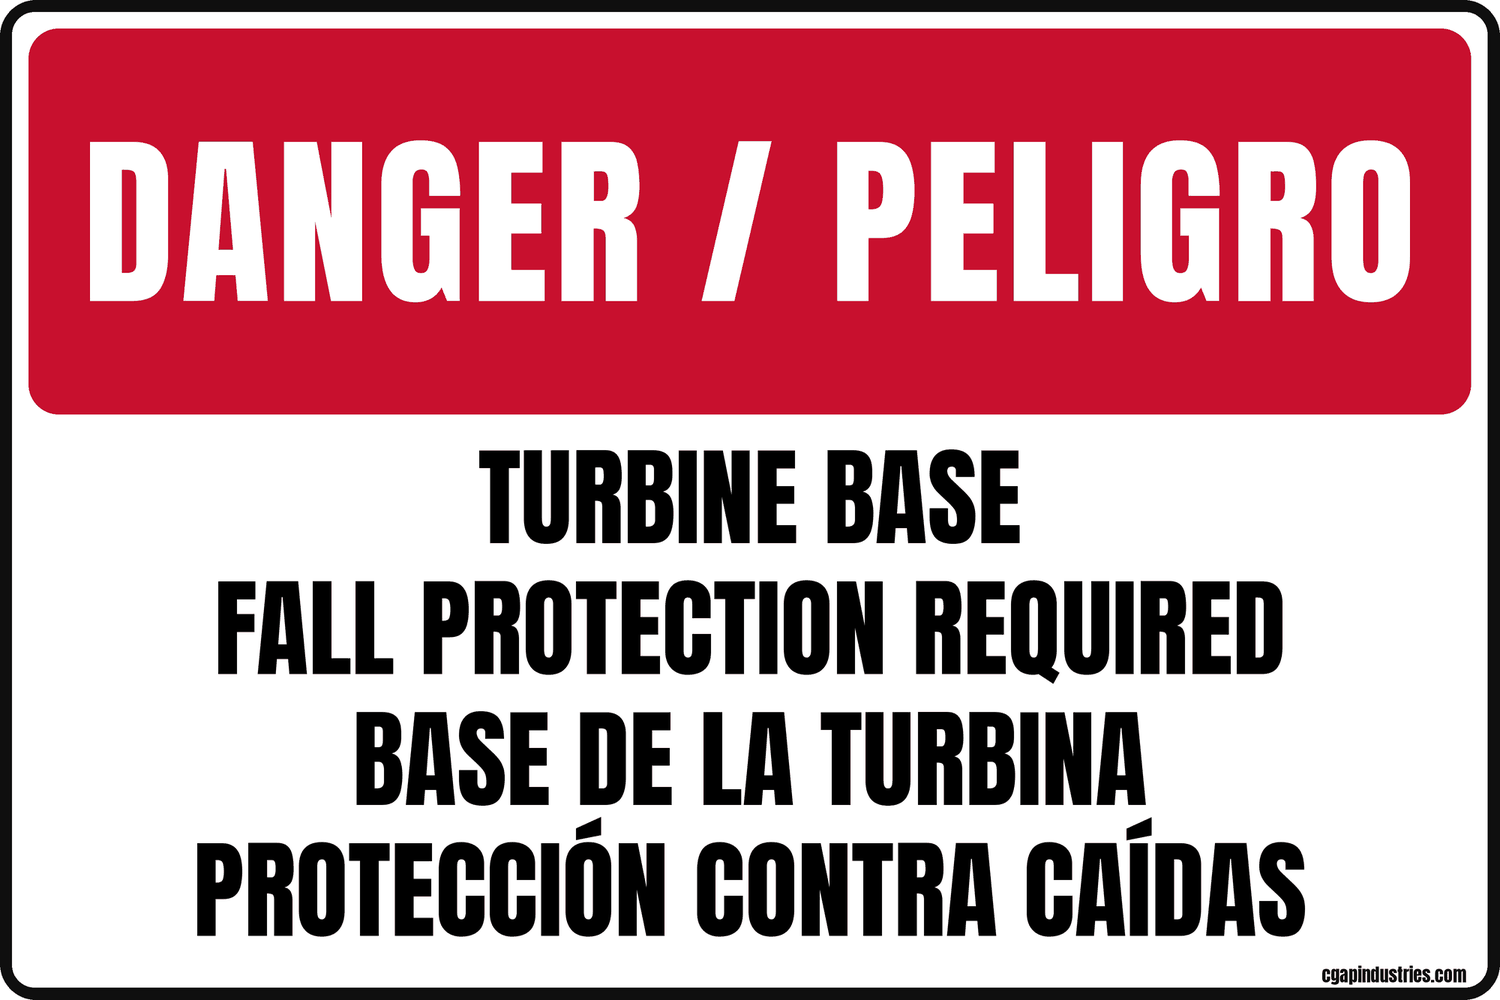 DANGER / PELIGRO
TURBINE BASE
FALL PROTECTION REQUIRED
BASE DE LA TURBINA
PROTECCIÓN CONTRA CAÍDAS
cgapindustries.com